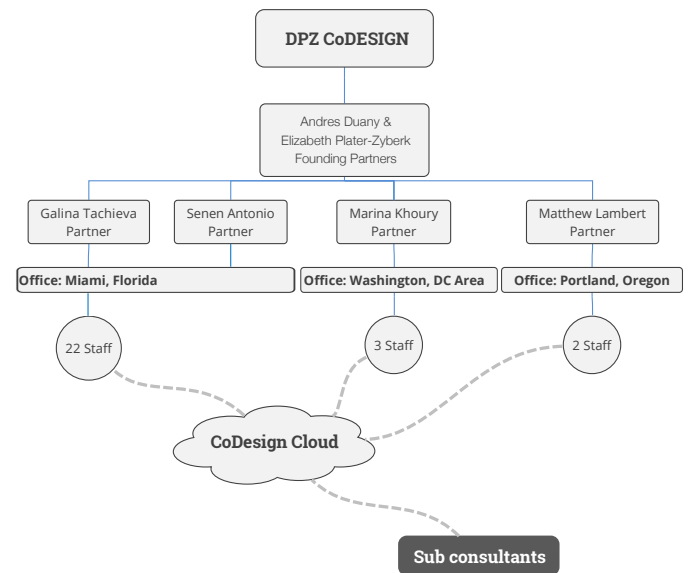 DPZ CoDESIGN
Andres Duany &
Elizabeth Plater-Zyberk
Founding Partners
Galina Tachieva
Partner
Senen Antonio
Partner
Marina Khoury
Partner
Matthew Lambert
Partner
Office: Miami, Florida
Office: Washington, DC Area
Office: Portland, Oregon
22 Staff
3 Staff
2 Staff
CoDesign Cloud
Sub consultants